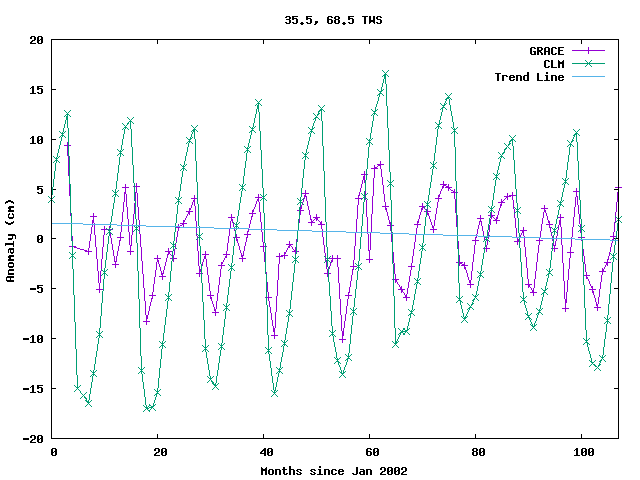 35.5, 68.5 TWS
GRACE
CLM
Trend Line
20
15
10
5
0
-5
-10
-15
-20
Anomaly (cm)
0 20 40 60 80 100
Months since Jan 2002